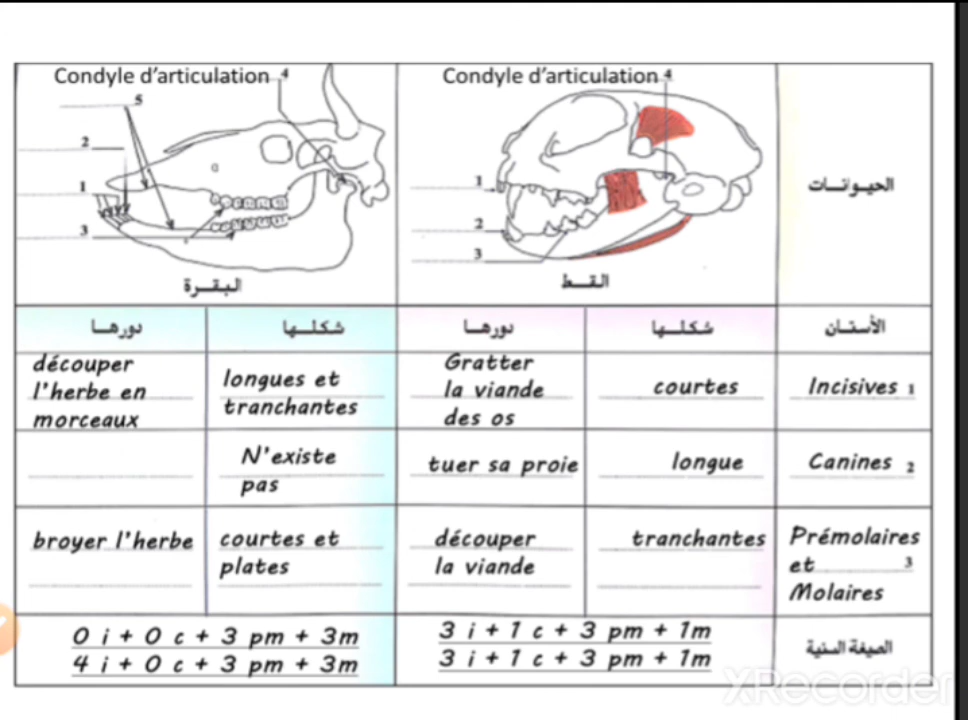 Condyle d'articulation 4
5
2
1
3
البقرة
Condyle d'articulation 4
1
2
3
القط
الحيوانات
دورها
شكلها
دورها
شكلها
الأسنان
découper
l'herbe en
morceaux
longues et
tranchantes
Gratter
la viande
des os
courtes
Incisives 1
N'existe
pas
tuer sa proie
longue
Canines 2
broyer l'herbe
courtes et
plates
découper
la viande
tranchantes
Prémolaires
et 3
Molaires
0 i + 0 c + 3 pm + 3m
4 i + 0 c + 3 pm + 3m
3 i + 1 c + 3 pm + 1m
3 i + 1 c + 3 pm + 1m
الصيغة السنية
XRecorder